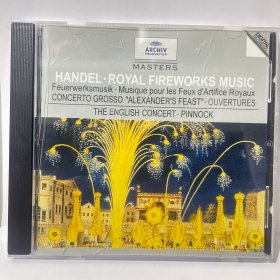 ARCHIV
PRODUKTION
MASTERS
HANDEL · ROYAL FIREWORKS MUSIC
Feuerwerksmusik · Musique pour les Feux d'Artifice Royaux
CONCERTO GROSSO "ALEXANDER'S FEAST" · OUVERTURES
THE ENGLISH CONCERT · PINNOCK